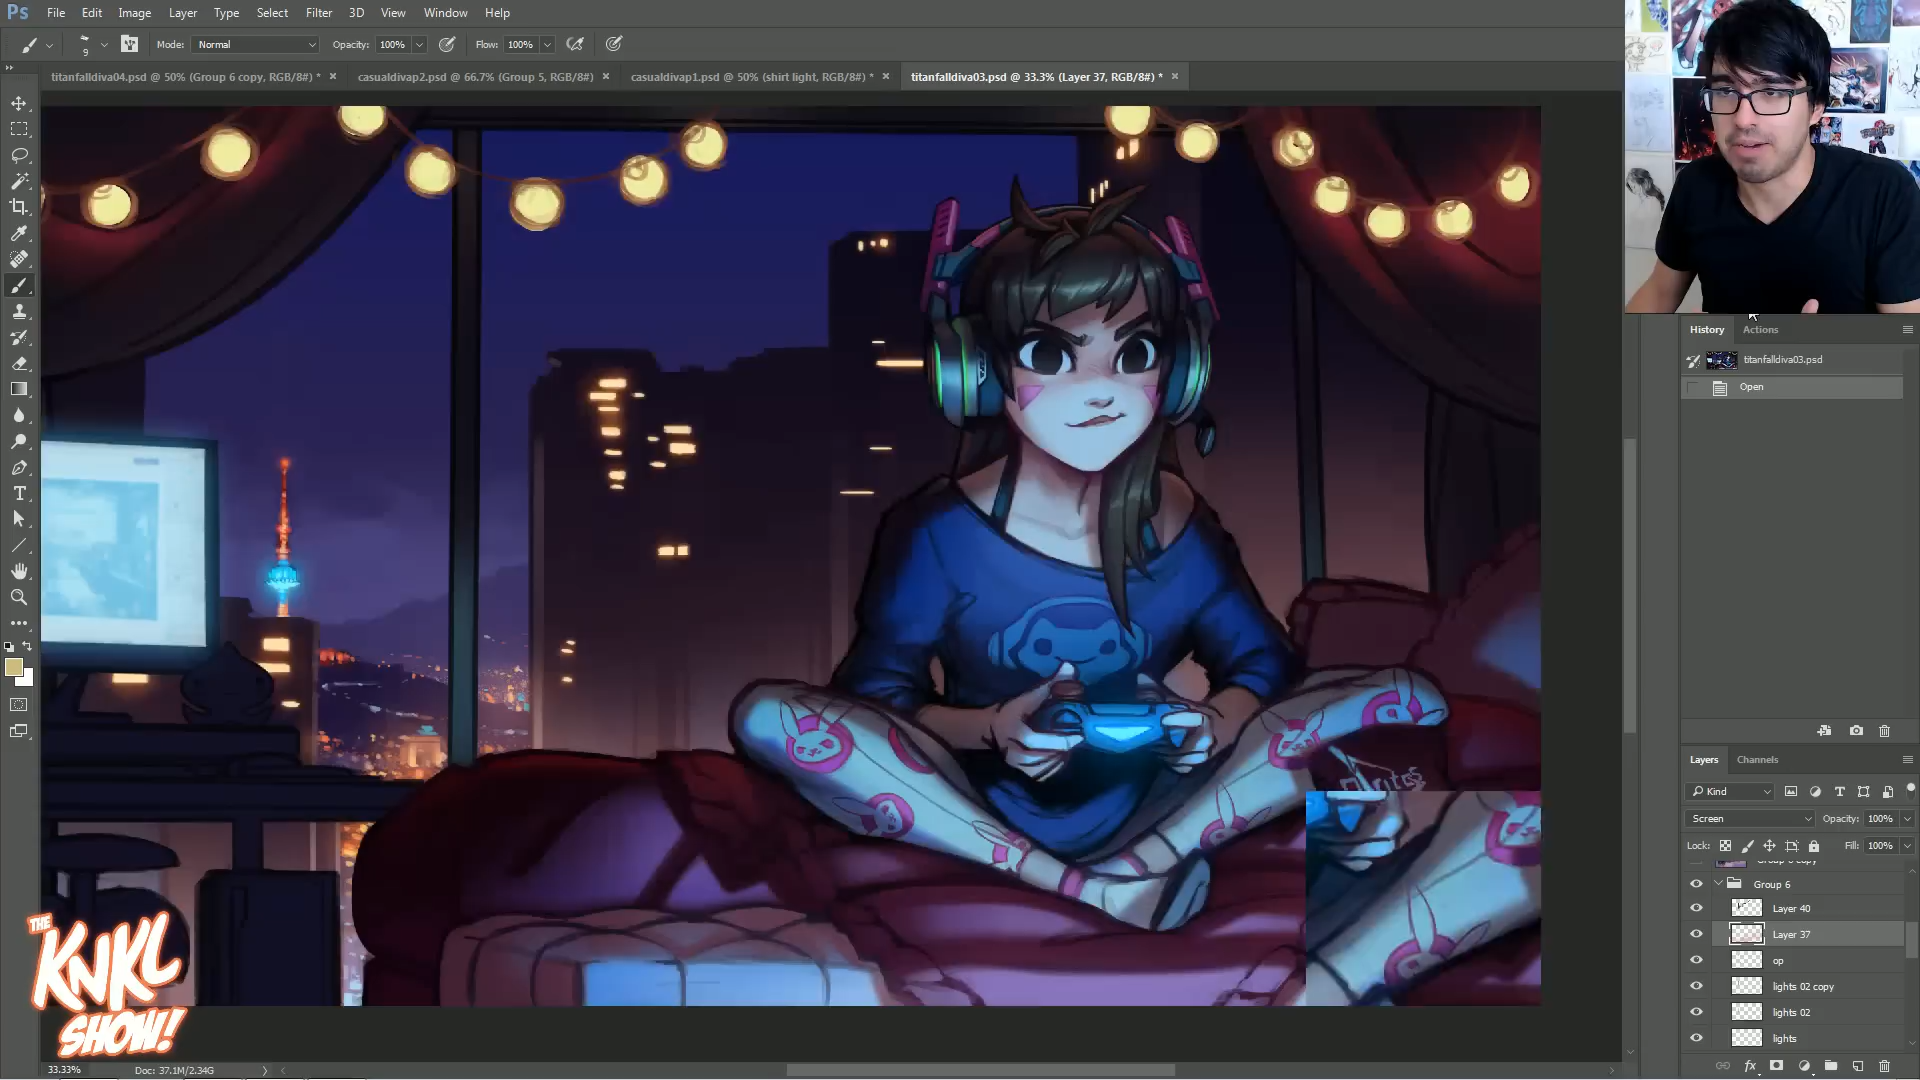 Ps File Edit Image Layer Type Select Filter 3D View Window Help
9 Mode: Normal Opacity: 100% Flow: 100%
titanfalldiva04.psd @ 50% (Group 6 copy, RGB/8#) * × casualdivap2.psd @ 66.7% (Group 5, RGB/8#) × casualdivap1.psd @ 50% (shirt light, RGB/8#) * × titanfalldiva03.psd @ 33.3% (Layer 37, RGB/8#) * ×
History Actions
titanfalldiva03.psd
Open
Layers Channels
Kind
Screen Opacity: 100%
Lock: Fill: 100%
Group 6 copy
Group 6
Layer 40
Layer 37
op
lights 02 copy
lights 02
lights
THE
KNKL
SHOW!
33.33% Doc: 37.1M/2.34G